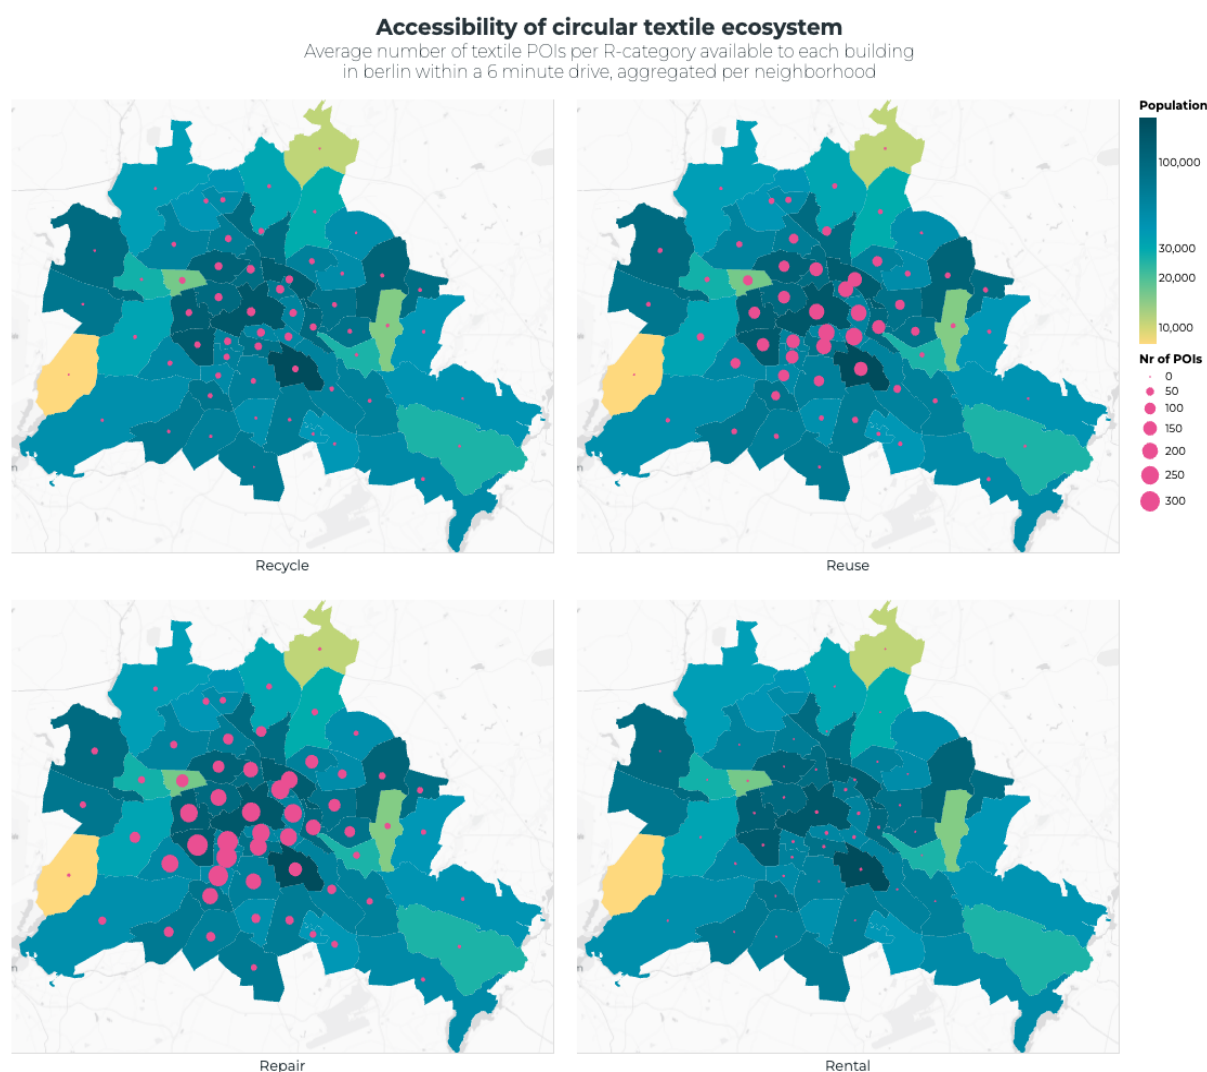 Accessibility of circular textile ecosystem
Average number of textile POIs per R-category available to each building
in berlin within a 6 minute drive, aggregated per neighborhood
Population
100,000
30,000
20,000
10,000
Nr of POIs
0
50
100
150
200
250
300
n
n
Recycle
Reuse
n
n
Repair
Rental